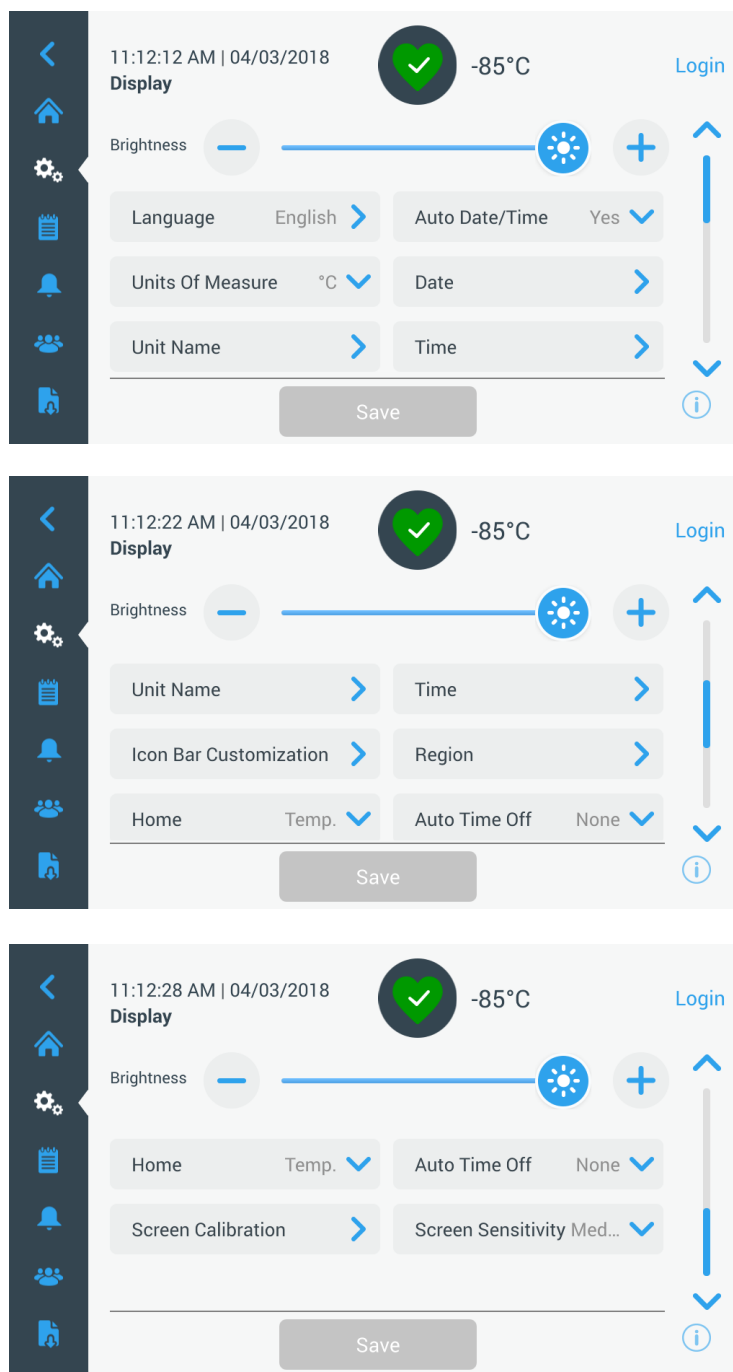 11:12:12 AM | 04/03/2018
Display
-85°C
Login
Brightness
Language English
Auto Date/Time Yes
Units Of Measure °C
Date
Unit Name
Time
Save
11:12:22 AM | 04/03/2018
Display
-85°C
Login
Brightness
Unit Name
Time
Icon Bar Customization
Region
Home Temp.
Auto Time Off None
Save
11:12:28 AM | 04/03/2018
Display
-85°C
Login
Brightness
Home Temp.
Auto Time Off None
Screen Calibration
Screen Sensitivity Med...
Save